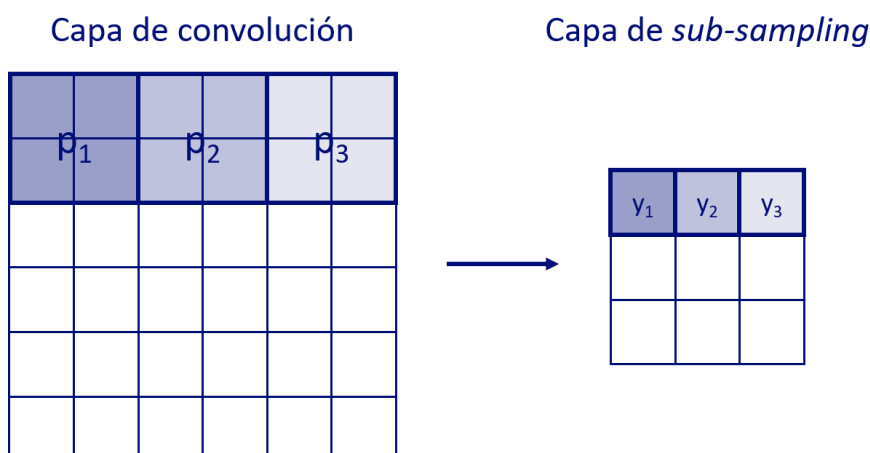 Capa de convolución
Capa de sub-sampling
p₁ p₂ p₃
y₁ y₂ y₃